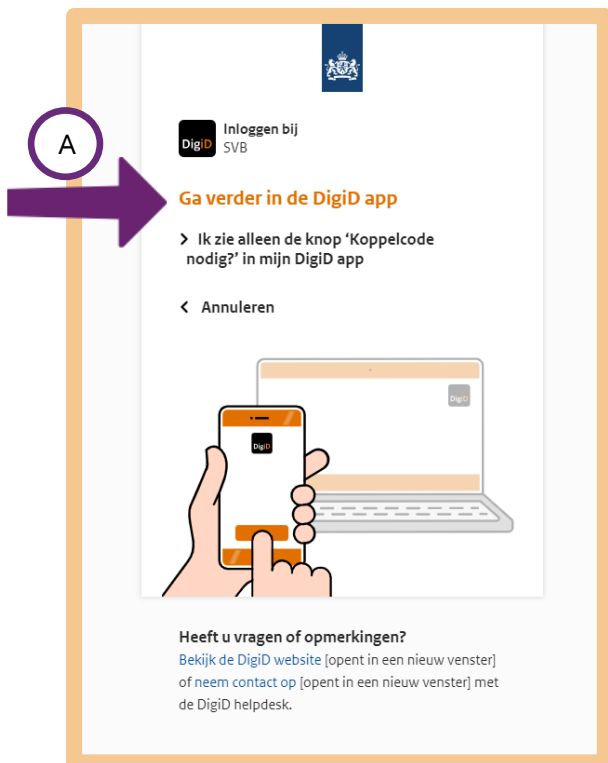 A
DigiD
Inloggen bij
SVB
Ga verder in de DigiD app
Ik zie alleen de knop ‘Koppelcode
nodig?’ in mijn DigiD app
Annuleren
DigiD
DigiD
Heeft u vragen of opmerkingen?
Bekijk de DigiD website [opent in een nieuw venster]
of neem contact op [opent in een nieuw venster] met
de DigiD helpdesk.